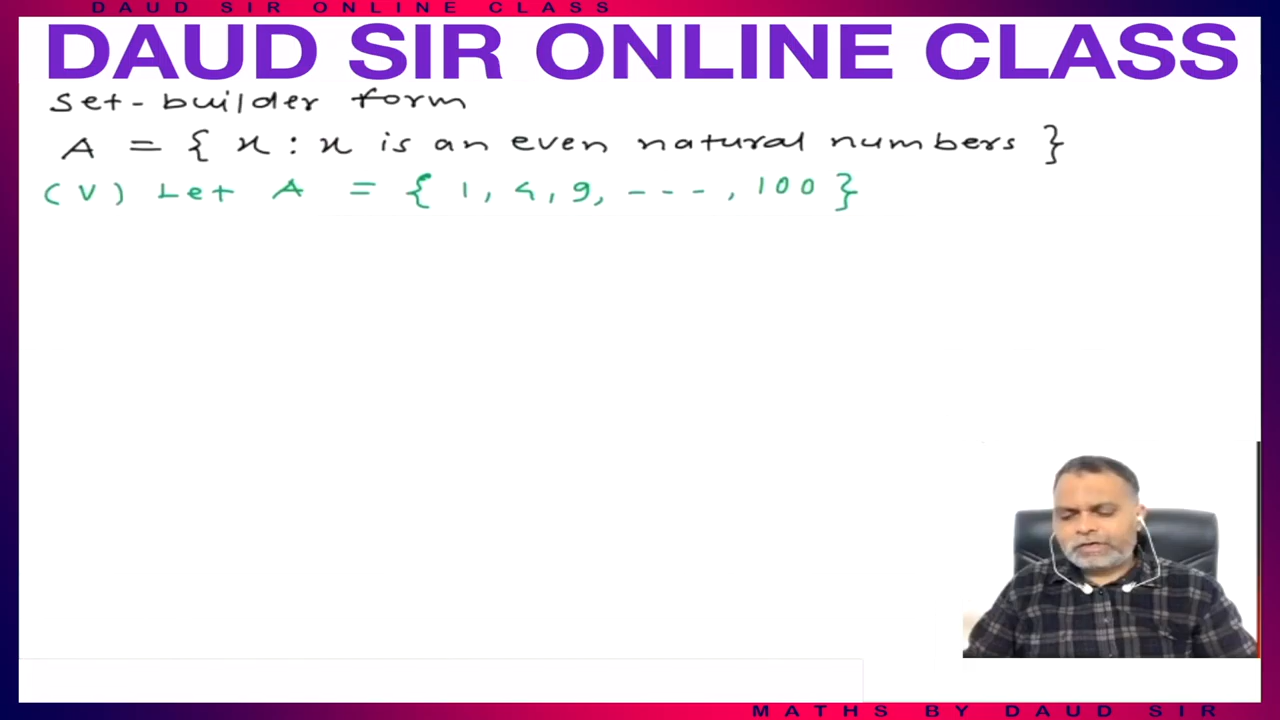 DAUD SIR ONLINE CLASS
DAUD SIR ONLINE CLASS
Set-builder form
A = { x : x is an even natural numbers }
(V) Let A = { 1, 4, 9, - - - , 100 }
MATHS BY DAUD SIR